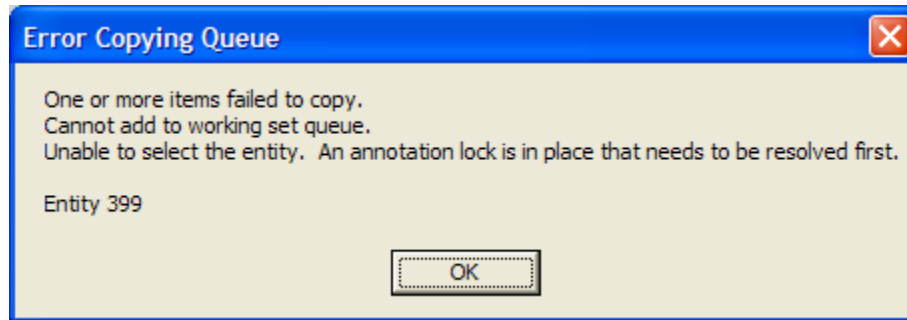 Error Copying Queue
One or more items failed to copy.
Cannot add to working set queue.
Unable to select the entity.  An annotation lock is in place that needs to be resolved first.
Entity 399
OK